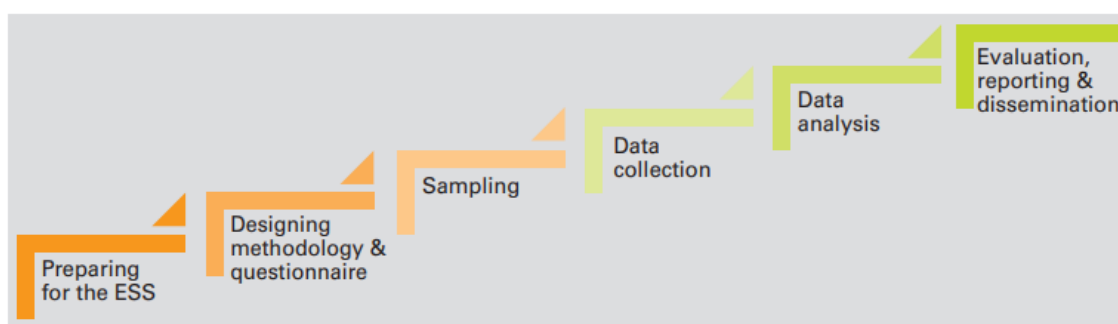 Preparing
for the ESS
Designing
methodology &
questionnaire
Sampling
Data
collection
Data
analysis
Evaluation,
reporting &
dissemination